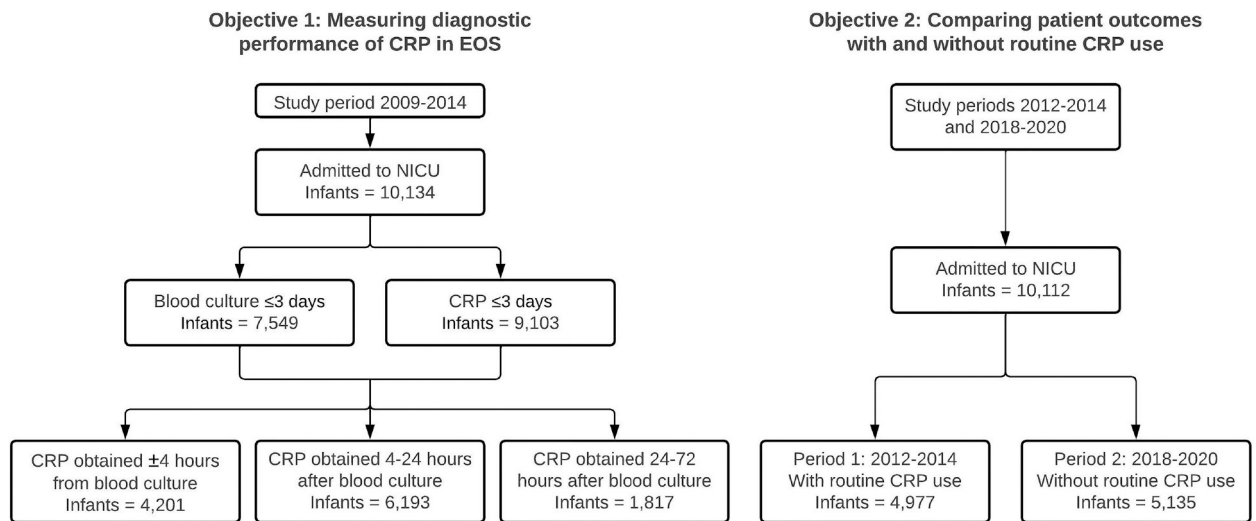 Objective 1: Measuring diagnostic
performance of CRP in EOS
Study period 2009-2014
Admitted to NICU
Infants = 10,134
Blood culture ≤3 days
Infants = 7,549
CRP ≤3 days
Infants = 9,103
CRP obtained ±4 hours
from blood culture
Infants = 4,201
CRP obtained 4-24 hours
after blood culture
Infants = 6,193
CRP obtained 24-72
hours after blood culture
Infants = 1,817
Objective 2: Comparing patient outcomes
with and without routine CRP use
Study periods 2012-2014
and 2018-2020
Admitted to NICU
Infants = 10,112
Period 1: 2012-2014
With routine CRP use
Infants = 4,977
Period 2: 2018-2020
Without routine CRP use
Infants = 5,135